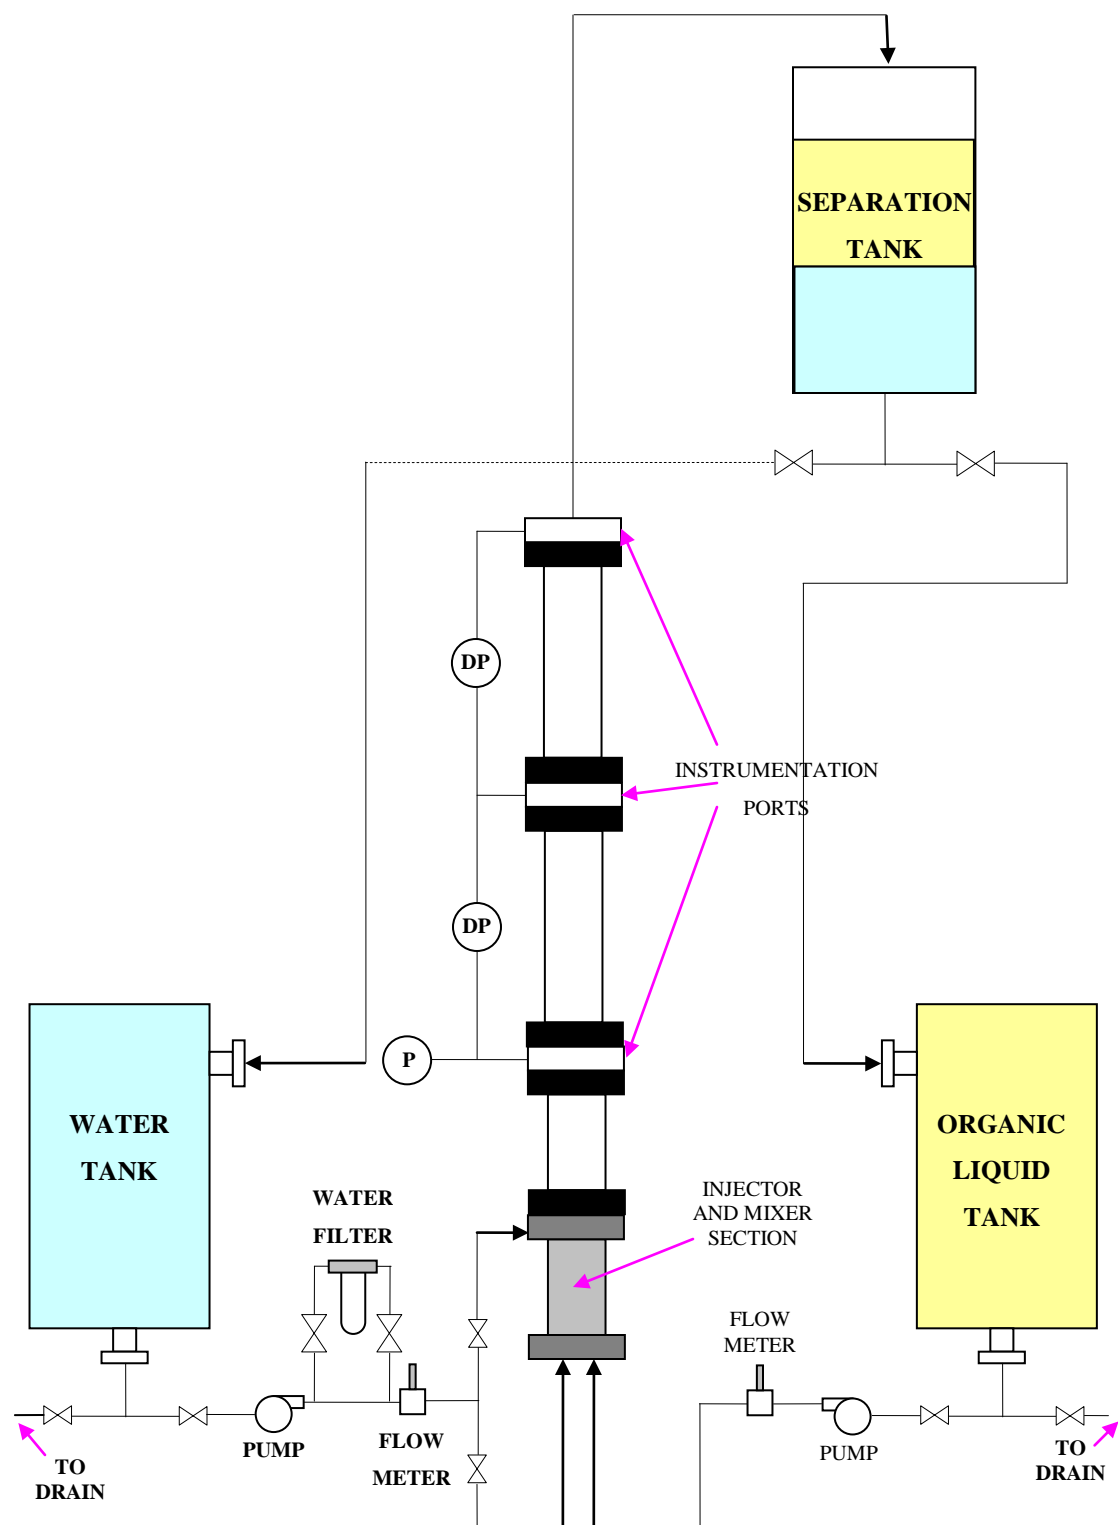 SEPARATION
TANK
DP
INSTRUMENTATION
PORTS
DP
P
WATER
TANK
ORGANIC
LIQUID
TANK
INJECTOR
AND MIXER
SECTION
WATER
FILTER
FLOW
METER
PUMP
FLOW
METER
PUMP
TO
DRAIN
TO
DRAIN